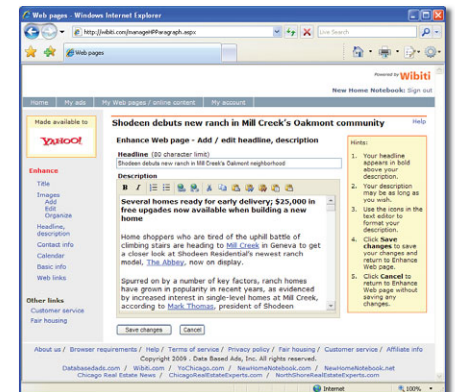 Web pages - Windows Internet Explorer
http://wibiti.com/manageHPParagraph.aspx
Live Search
Web pages
Powered by Wibiti
New Home Notebook: Sign out
Home | My ads | My Web pages / online content | My account
Made available to
YAHOO!
Enhance
Title
Images
Add
Edit
Organize
Headline,
description
Contact info
Calendar
Basic info
Web links
Other links
Customer service
Fair housing
Shodeen debuts new ranch in Mill Creek's Oakmont community
Help
Enhance Web page - Add / edit headline, description
Headline (80 character limit)
Shodeen debuts new ranch in Mill Creek's Oakmont neighborhood
Description
B I
Several homes ready for early delivery; $25,000 in
free upgades now available when building a new
home
Home shoppers who are tired of the uphill battle of
climbing stairs are heading to Mill Creek in Geneva to get
a closer look at Shodeen Residential's newest ranch
model, The Abbey, now on display.
Spurred on by a number of key factors, ranch homes
have grown in popularity in recent years, as evidenced
by increased interest in single-level homes at Mill Creek,
according to Mark Thomas, president of Shodeen
Save changes Cancel
Hints:
1. Your headline
appears in bold
above your
description.
2. Your description
may be as long as
you wish.
3. Use the icons in the
text editor to
format your
description.
4. Click Save
changes to save
your changes and
return to Enhance
Web page.
5. Click Cancel to
return to Enhance
Web page without
saving any
changes.
About us / Browser requirements / Help / Terms of service / Privacy policy / Fair housing / Customer service / Affiliate info
Copyright 2009 . Data Based Ads, Inc. All rights reserved.
Databasedads.com / Wibiti.com / YoChicago.com / NewHomeNotebook.com / NewHomeNotebook.net
Chicago Real Estate News / ChicagoRealEstateExperts.com / NorthShoreRealEstateExperts.com
Internet
100%